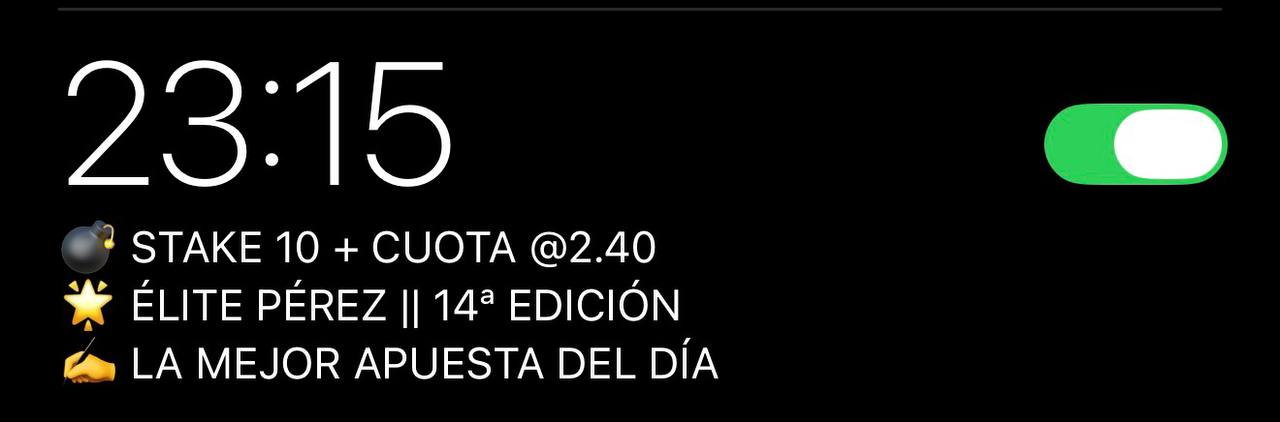 23:15
💣 STAKE 10 + CUOTA @2.40
🌟 ÉLITE PÉREZ || 14ª EDICIÓN
✍️ LA MEJOR APUESTA DEL DÍA